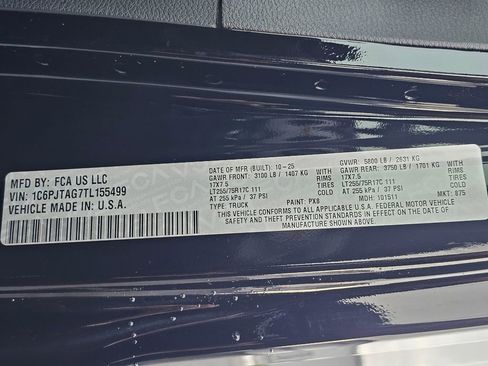 MFD BY: FCA US LLC
VIN: 1C6PJTAG7TL155499
VEHICLE MADE IN: U.S.A.
DATE OF MFR (BUILT): 10-25
GAWR FRONT: 3100 LB / 1407 KG
17X7.5 RIMS
LT255/75R17C 111 TIRES
AT 255 kPa / 37 PSI
TYPE: TRUCK PAINT: PX8
GVWR: 5800 LB / 2631 KG
GAWR REAR: 3750 LB / 1701 KG
17X7.5 RIMS
LT255/75R17C 111 TIRES
AT 255 kPa / 37 PSI
MDH: 101511 MKT: 875
THIS VEHICLE CONFORMS TO ALL APPLICABLE U.S.A. FEDERAL MOTOR VEHICLE
SAFETY AND THEFT PREVENTION STANDARDS IN EFFECT ON THE DATE OF
MANUFACTURE SHOWN ABOVE.